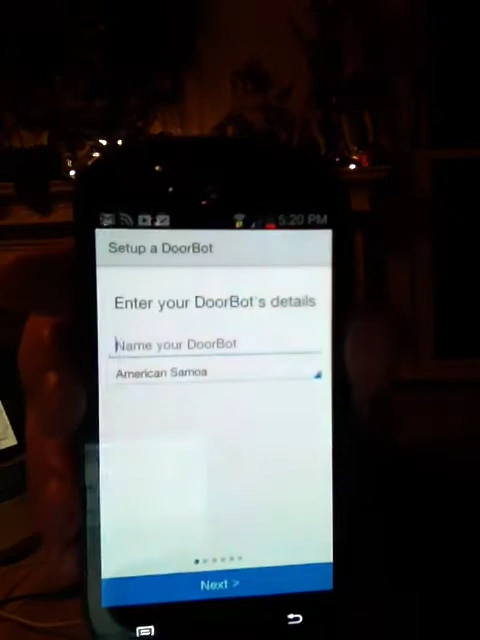 5:20 PM
Setup a DoorBot
Enter your DoorBot's details
Name your DoorBot
American Samoa
Next >